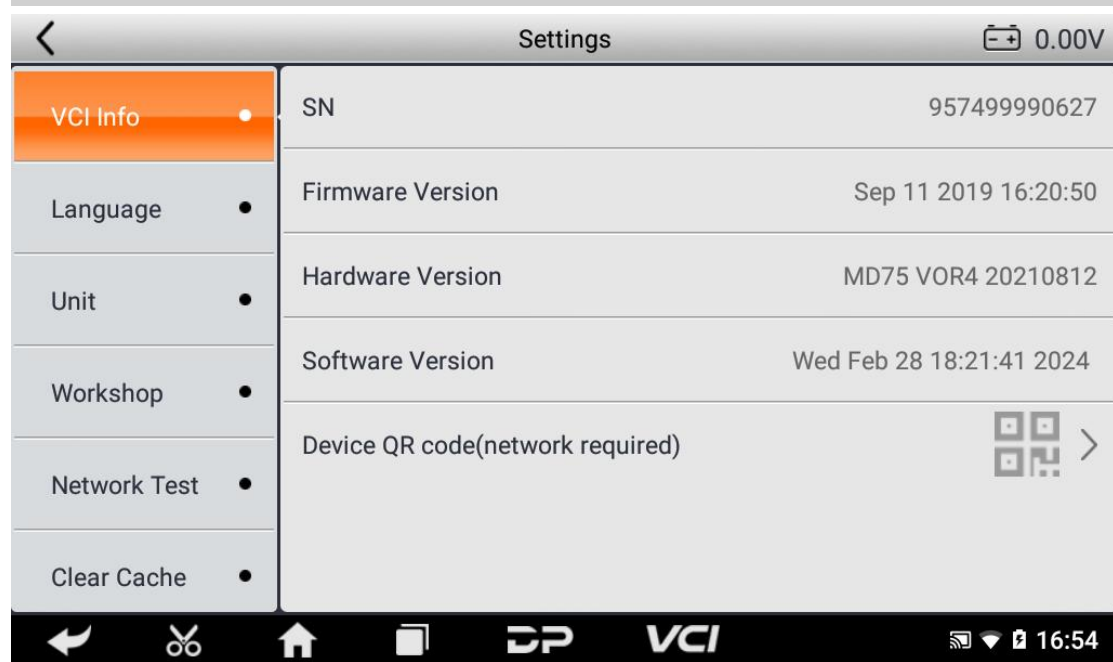 Settings
0.00V
VCI Info
SN
957499990627
Language
Firmware Version
Sep 11 2019 16:20:50
Unit
Hardware Version
MD75 VOR4 20210812
Workshop
Software Version
Wed Feb 28 18:21:41 2024
Network Test
Device QR code(network required)
Clear Cache
DP
VCI
16:54